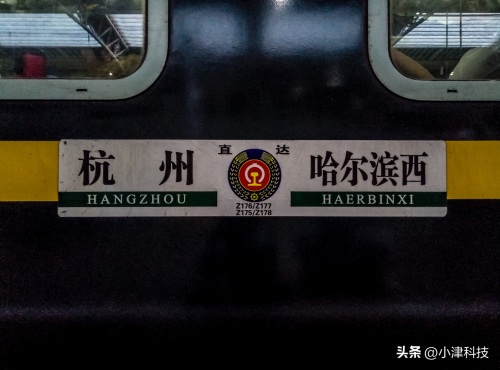 直 达
杭 州 哈尔滨西
HANGZHOU HAERBINXI
Z176/Z177
Z175/Z178
头条 @小津科技